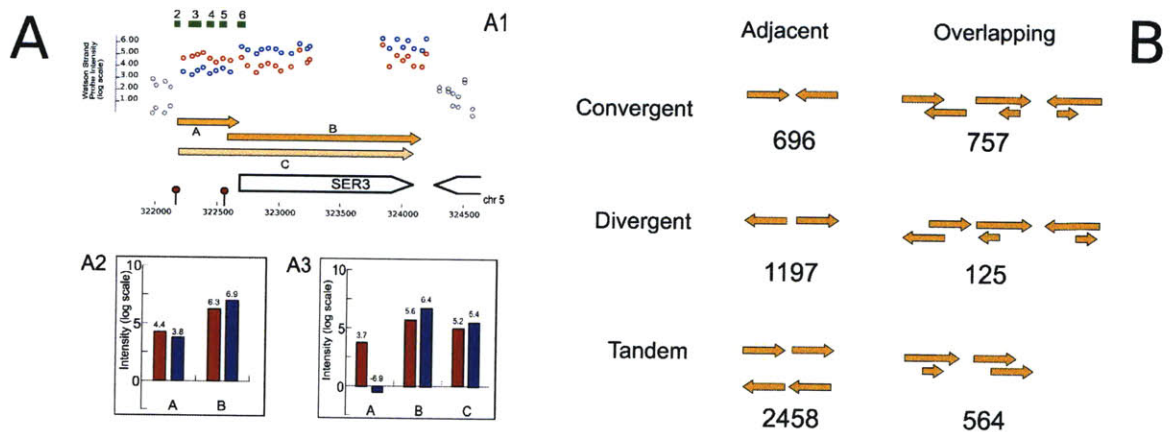 A
A1
2 3 4 5 6
Watson Strand
Probe Intensity
(log scale)
6.00
5.00
4.00
3.00
2.00
1.00
A
B
C
SER3
chr 5
322000 322500 323000 323500 324000 324500
A2
Intensity (log scale)
10
5
0
4.4
3.8
6.3
6.9
A B
A3
Intensity (log scale)
10
5
0
3.7
-6.9
5.6
6.4
5.2
5.4
A B C
B
Adjacent Overlapping
Convergent
696 757
Divergent
1197 125
Tandem
2458 564